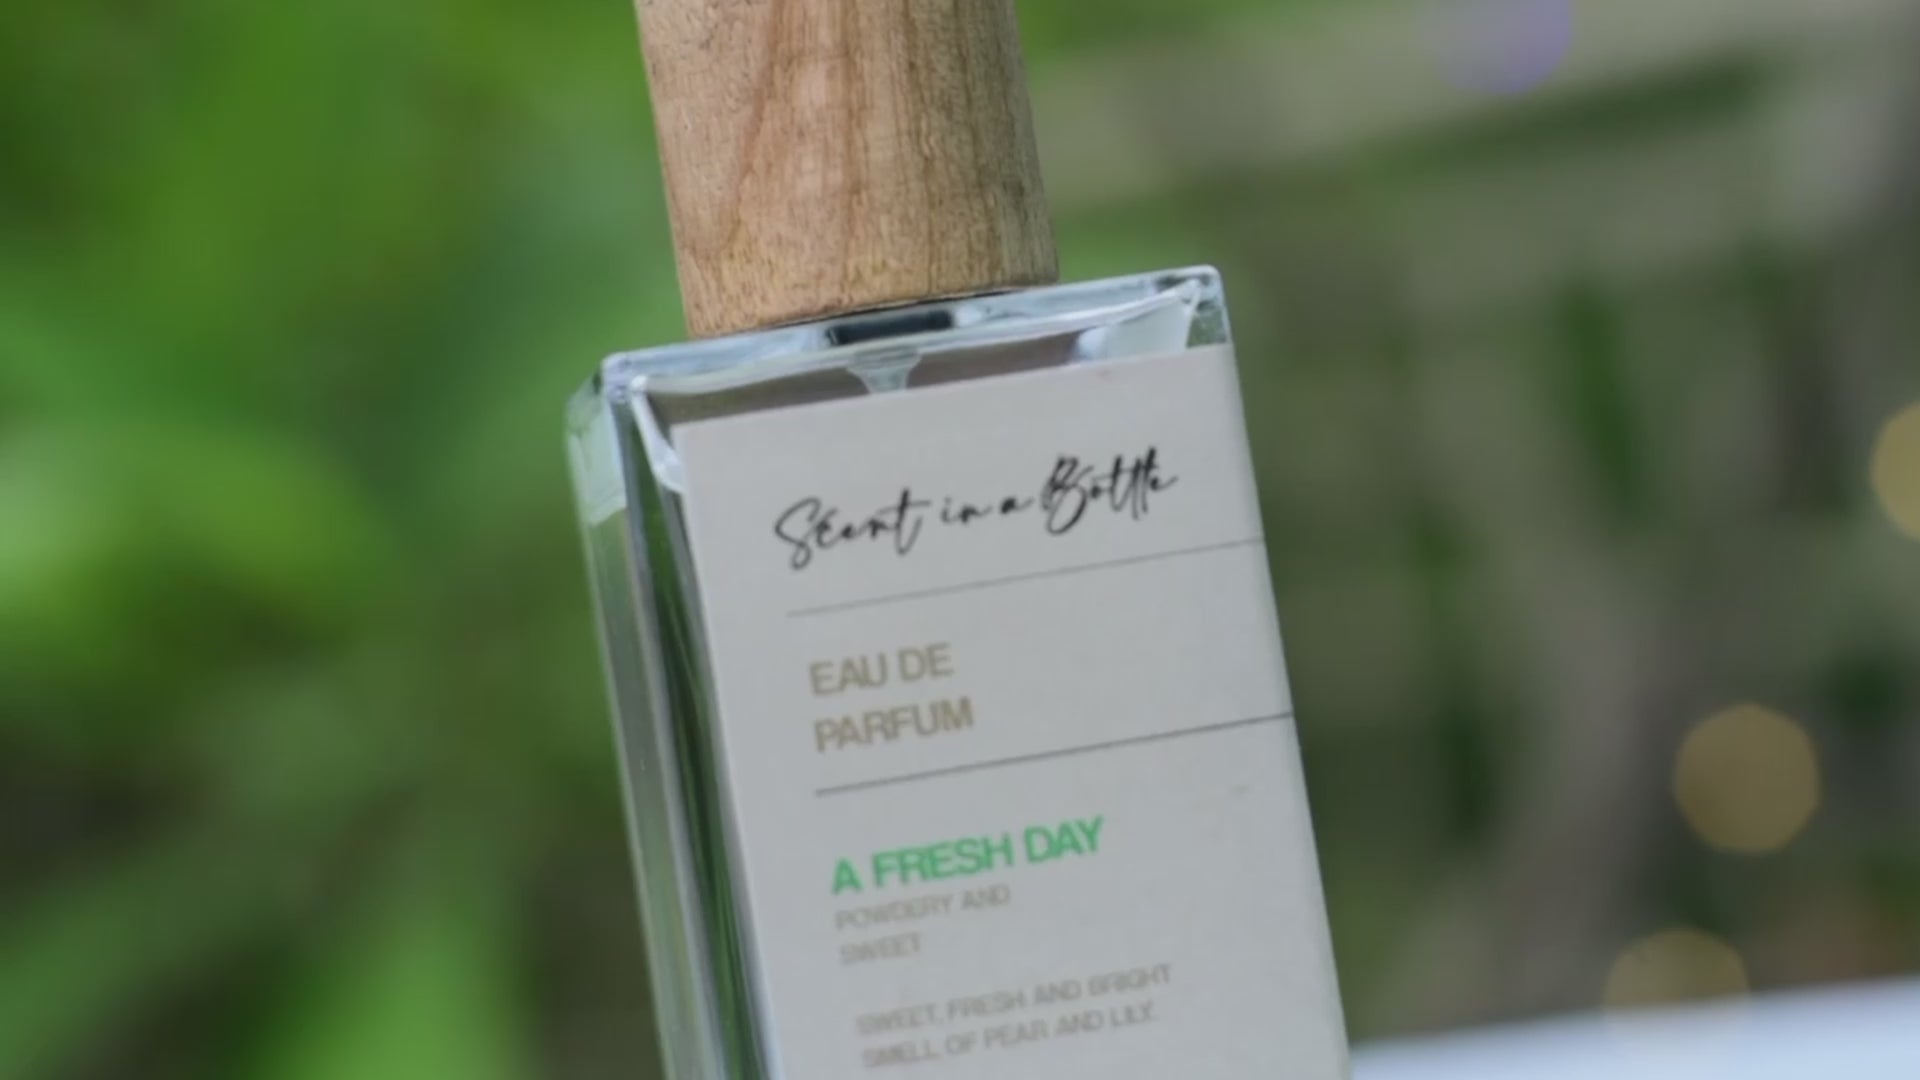 Scent in a Bottle
EAU DE
PARFUM
A FRESH DAY
POWDERY AND
SWEET
SWEET, FRESH AND BRIGHT
SMELL OF PEAR AND LILY.